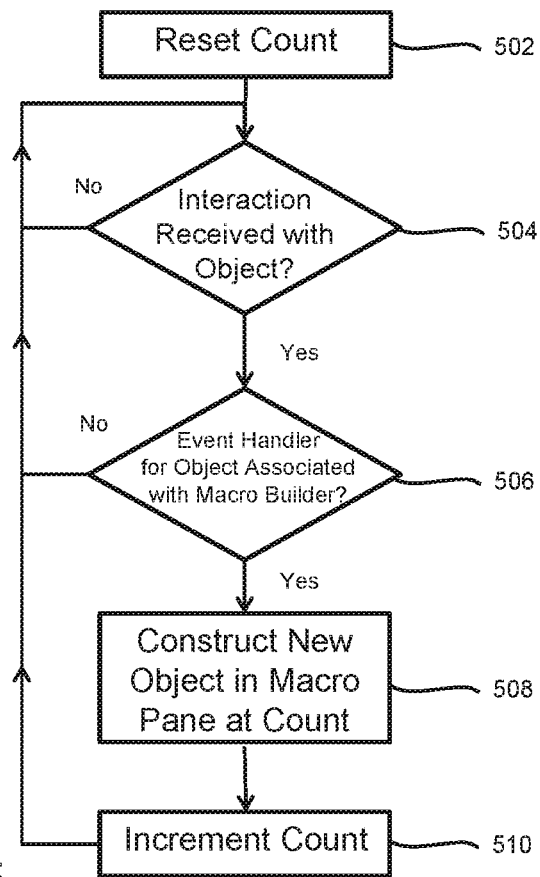 Reset Count
502
No
Interaction
Received with
Object?
504
Yes
No
Event Handler
for Object Associated
with Macro Builder?
506
Yes
Construct New
Object in Macro
Pane at Count
508
Increment Count
510